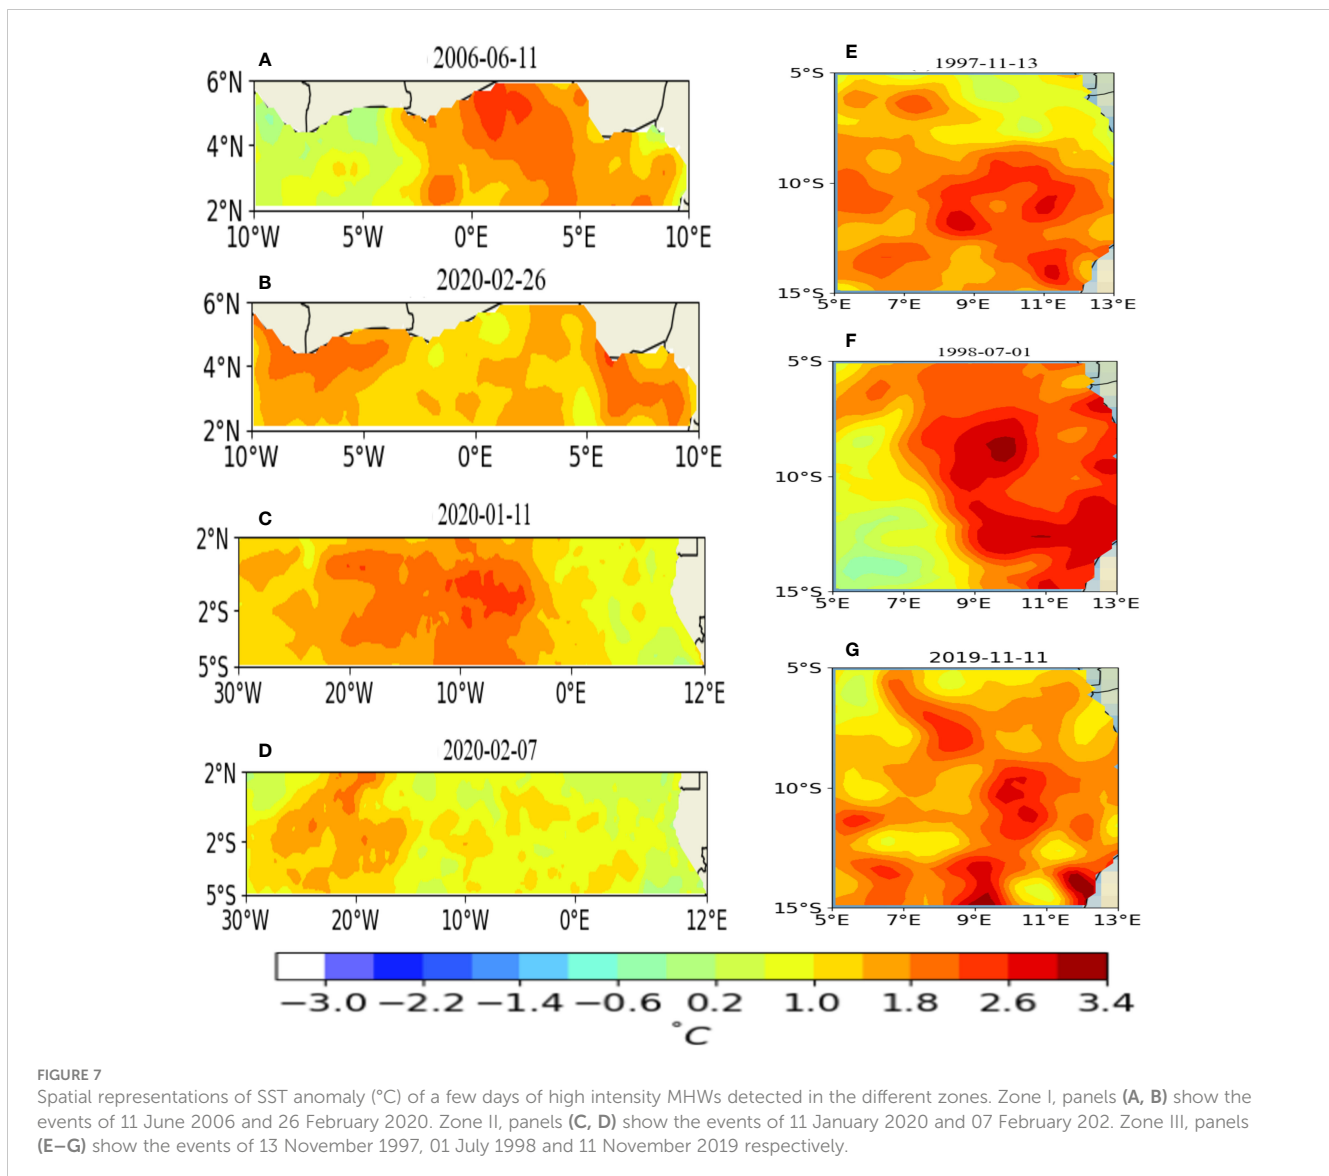 A
2006-06-11
6°N
4°N
2°N
10°W 5°W 0°E 5°E 10°E
B
2020-02-26
6°N
4°N
2°N
10°W 5°W 0°E 5°E 10°E
C
2020-01-11
2°N
2°S
5°S
30°W 20°W 10°W 0°E 12°E
D
2020-02-07
2°N
2°S
5°S
30°W 20°W 10°W 0°E 12°E
E
1997-11-13
5°S
10°S
15°S
5°E 7°E 9°E 11°E 13°E
F
1998-07-01
5°S
10°S
15°S
5°E 7°E 9°E 11°E 13°E
G
2019-11-11
5°S
10°S
15°S
5°E 7°E 9°E 11°E 13°E
−3.0 −2.2 −1.4 −0.6 0.2 1.0 1.8 2.6 3.4
°C
FIGURE 7
Spatial representations of SST anomaly (°C) of a few days of high intensity MHWs detected in the different zones. Zone I, panels (A, B) show the
events of 11 June 2006 and 26 February 2020. Zone II, panels (C, D) show the events of 11 January 2020 and 07 February 202. Zone III, panels
(E–G) show the events of 13 November 1997, 01 July 1998 and 11 November 2019 respectively.